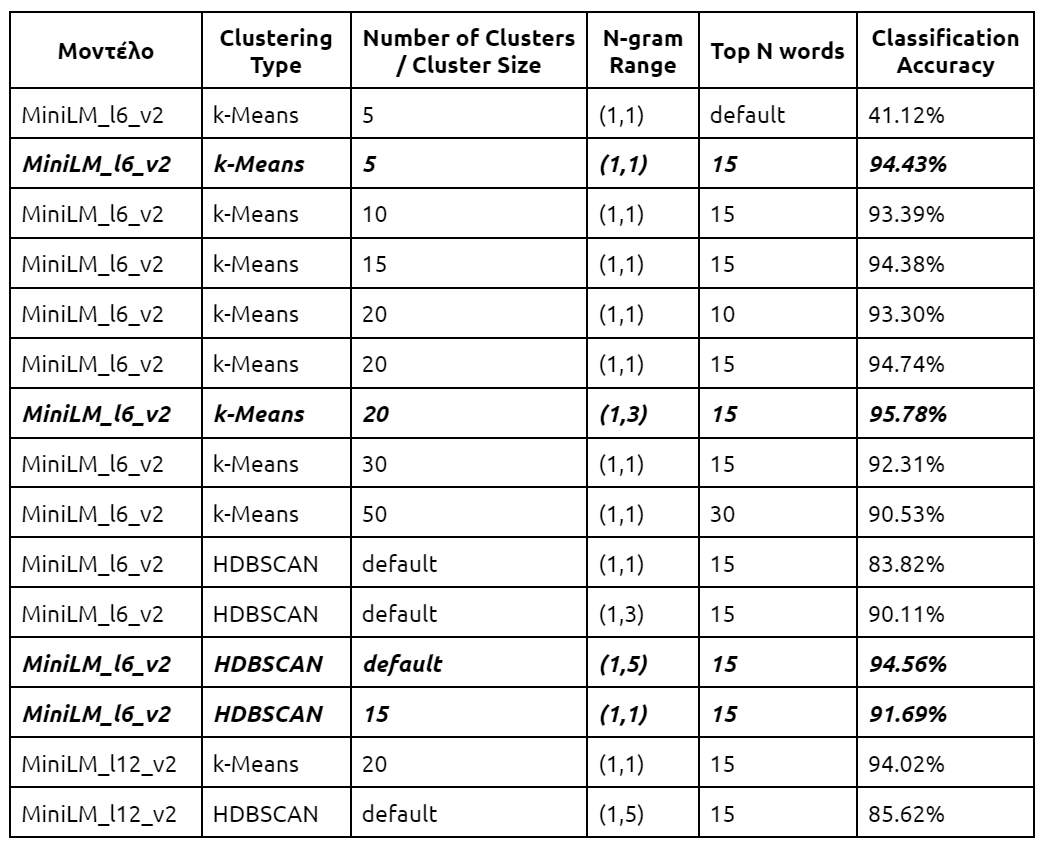 Μοντέλο Clustering Type Number of Clusters / Cluster Size N-gram Range Top N words Classification Accuracy
MiniLM_l6_v2 k-Means 5 (1,1) default 41.12%
MiniLM_l6_v2 k-Means 5 (1,1) 15 94.43%
MiniLM_l6_v2 k-Means 10 (1,1) 15 93.39%
MiniLM_l6_v2 k-Means 15 (1,1) 15 94.38%
MiniLM_l6_v2 k-Means 20 (1,1) 10 93.30%
MiniLM_l6_v2 k-Means 20 (1,1) 15 94.74%
MiniLM_l6_v2 k-Means 20 (1,3) 15 95.78%
MiniLM_l6_v2 k-Means 30 (1,1) 15 92.31%
MiniLM_l6_v2 k-Means 50 (1,1) 30 90.53%
MiniLM_l6_v2 HDBSCAN default (1,1) 15 83.82%
MiniLM_l6_v2 HDBSCAN default (1,3) 15 90.11%
MiniLM_l6_v2 HDBSCAN default (1,5) 15 94.56%
MiniLM_l6_v2 HDBSCAN 15 (1,1) 15 91.69%
MiniLM_l12_v2 k-Means 20 (1,1) 15 94.02%
MiniLM_l12_v2 HDBSCAN default (1,5) 15 85.62%